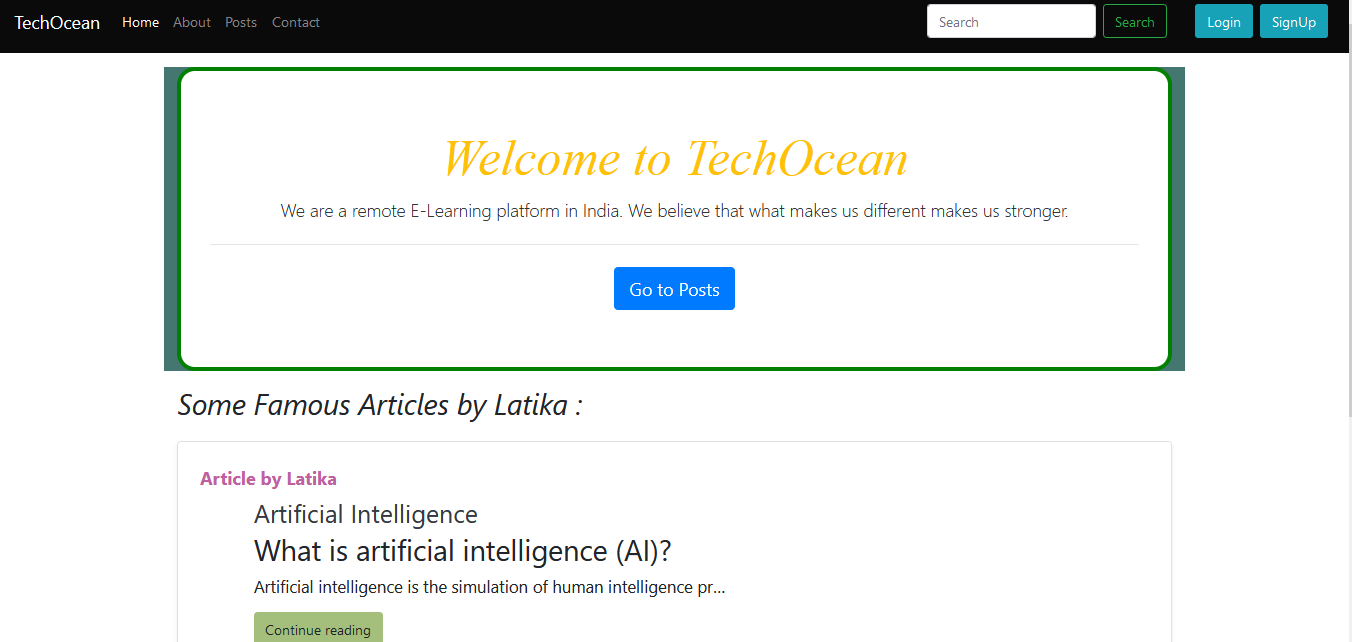 TechOcean Home About Posts Contact Search Search Login SignUp
Welcome to TechOcean
We are a remote E-Learning platform in India. We believe that what makes us different makes us stronger.
Go to Posts
Some Famous Articles by Latika :
Article by Latika
Artificial Intelligence
What is artificial intelligence (AI)?
Artificial intelligence is the simulation of human intelligence pr...
Continue reading